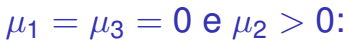 μ₁ = μ₃ = 0 e μ₂ > 0: